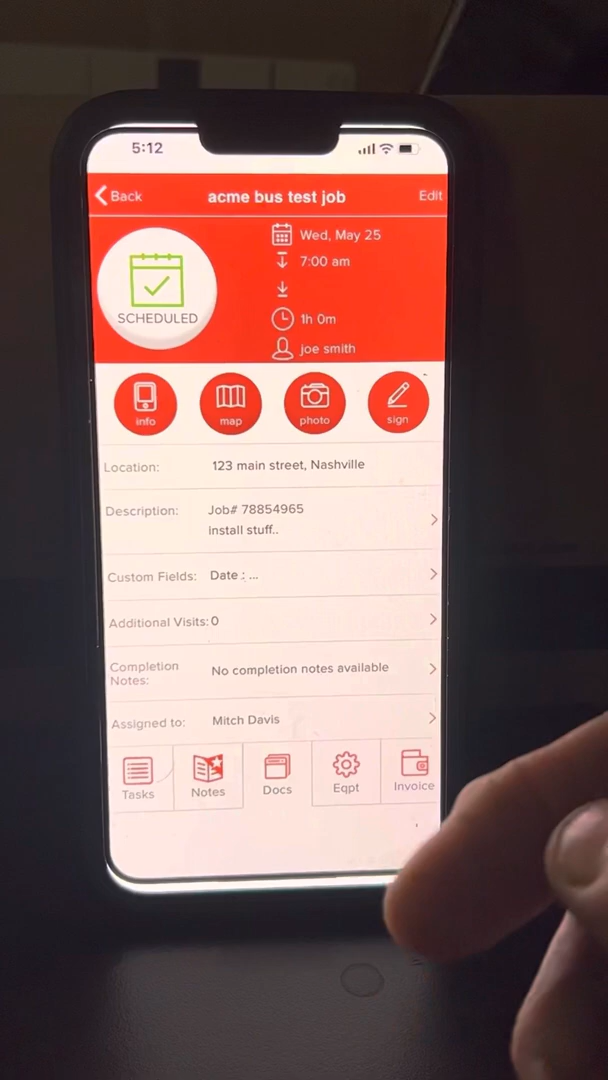 5:12
Back
acme bus test job
Edit
SCHEDULED
Wed, May 25
7:00 am
1h 0m
joe smith
info
map
photo
sign
Location: 123 main street, Nashville
Description: Job# 78854965
install stuff..
Custom Fields: Date : ...
Additional Visits: 0
Completion Notes: No completion notes available
Assigned to: Mitch Davis
Tasks
Notes
Docs
Eqpt
Invoice